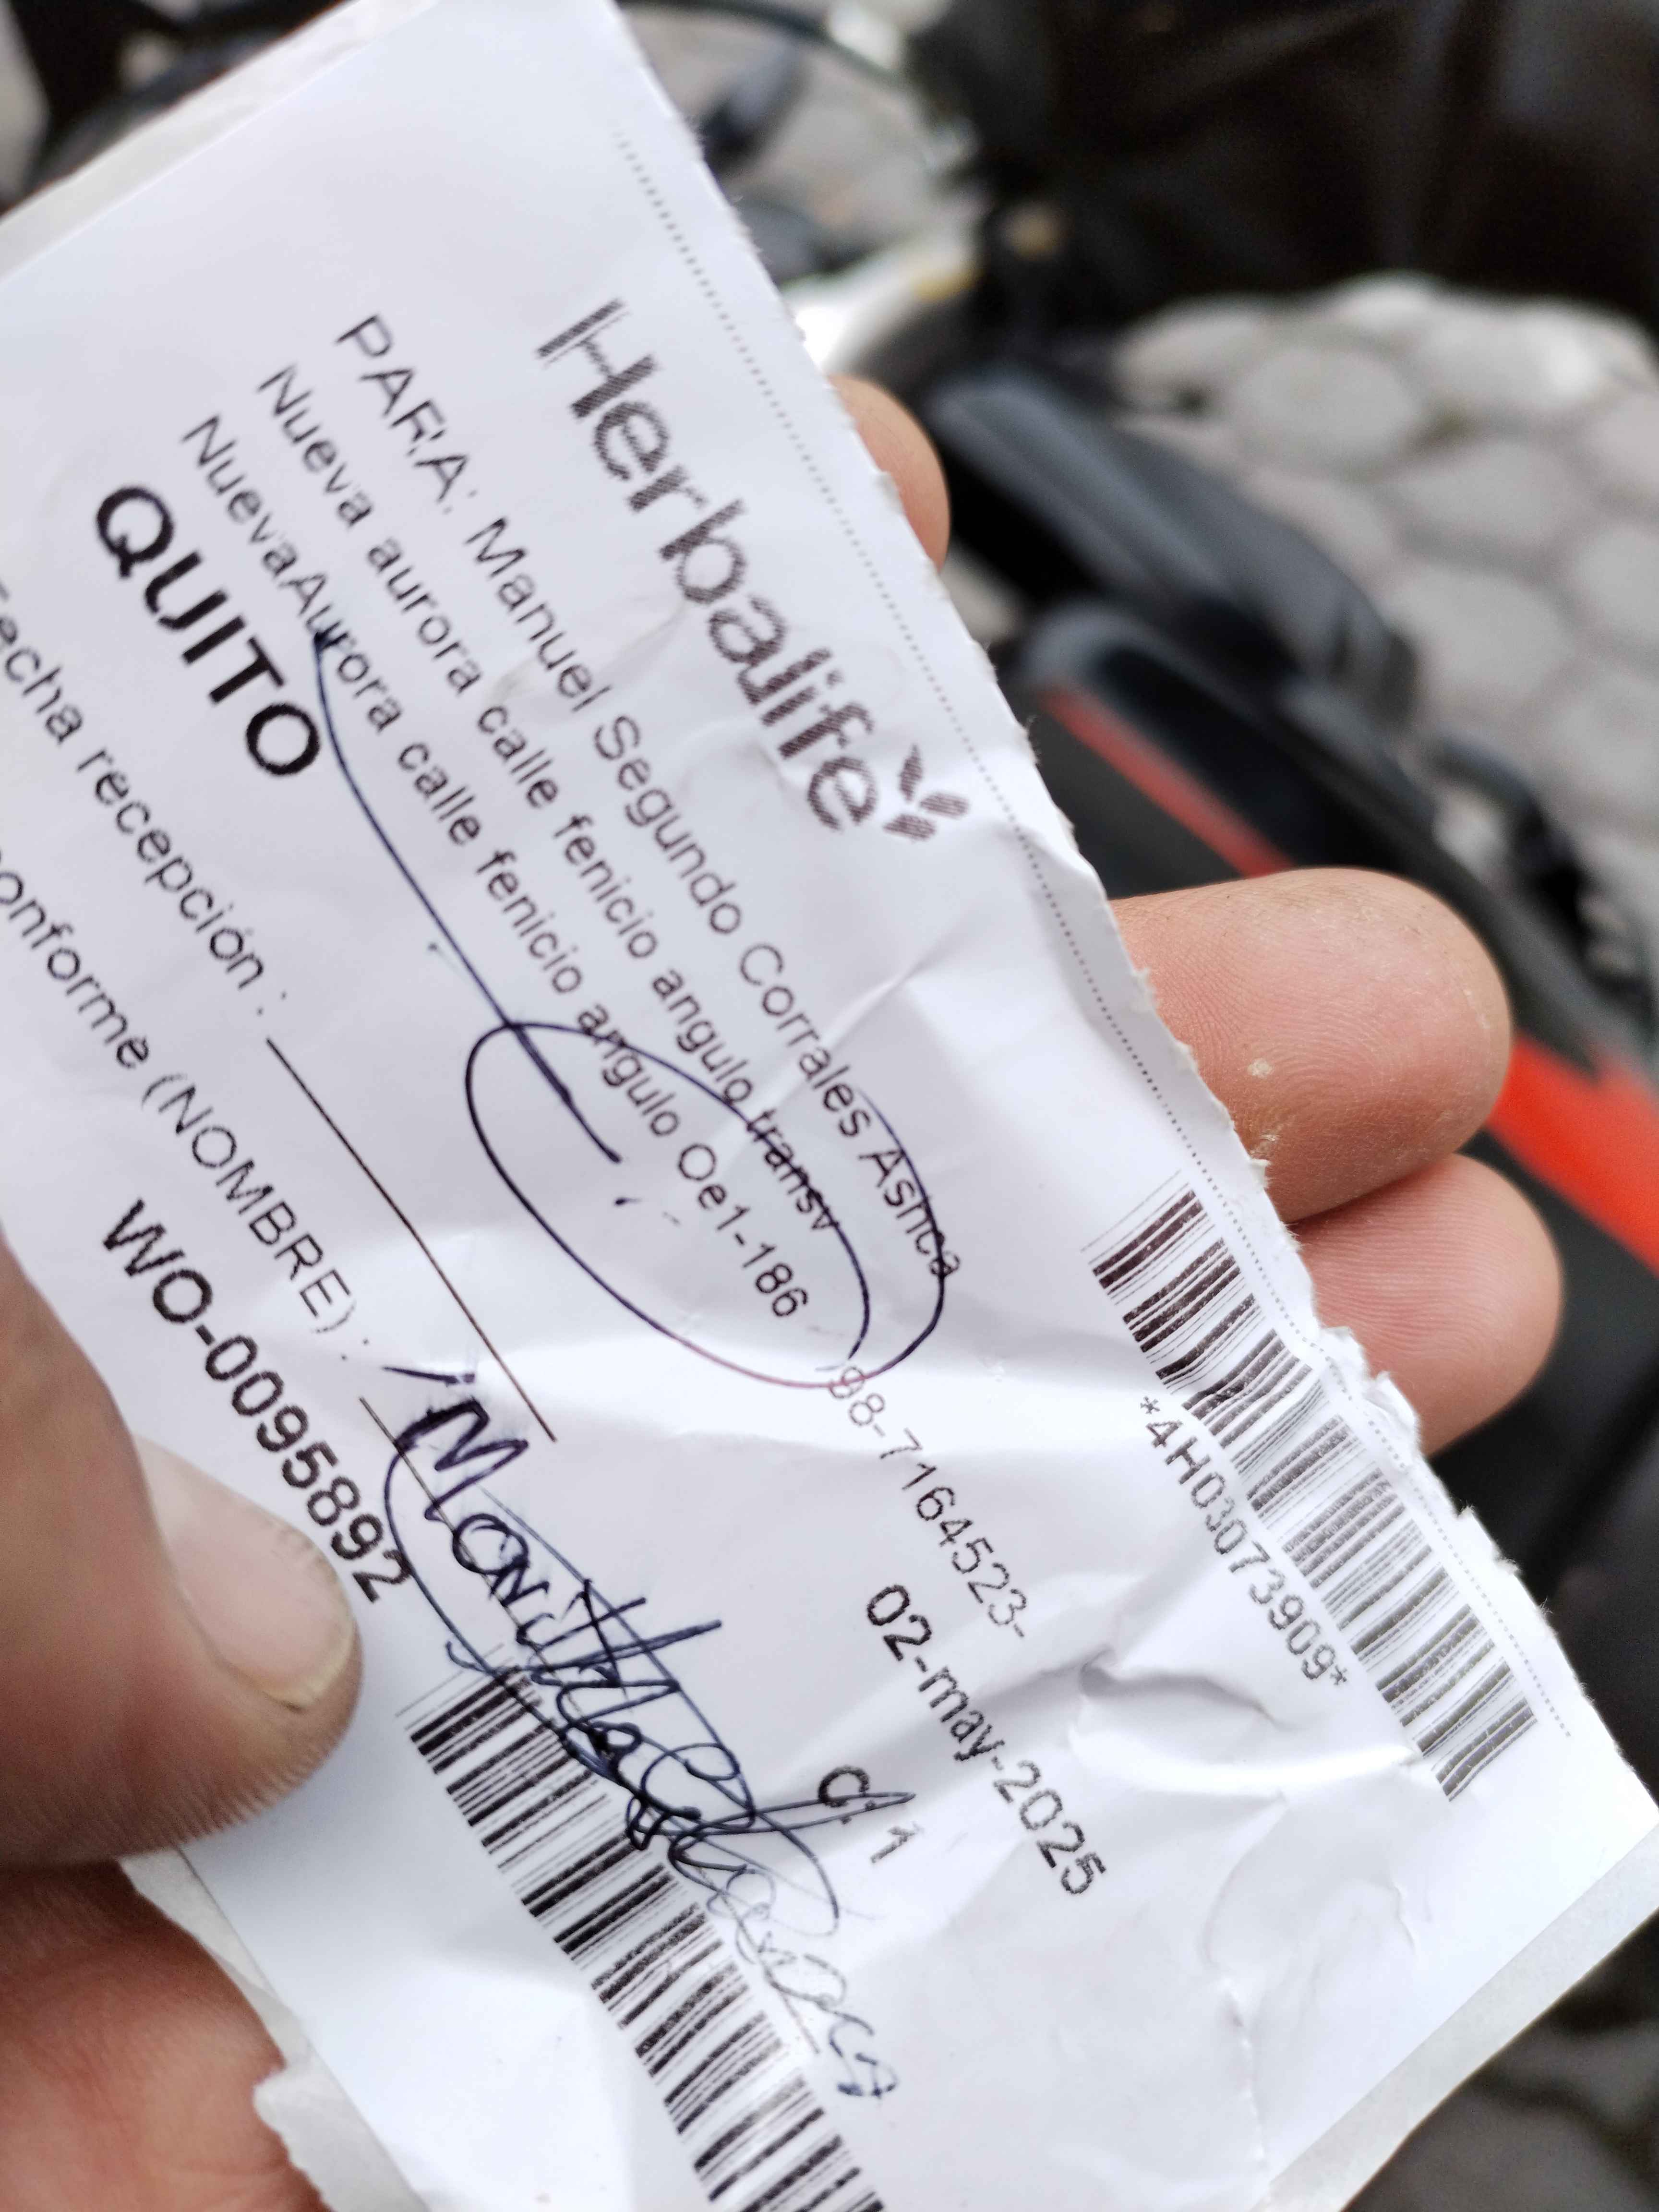 Herbalife
*4H03073909*
PARA: Manuel Segundo Corrales
Nueva aurora calle fenicio angulo transv
98-7164523-
NuevaAurora calle fenicio angulo Oe1-186
02-may-2025
QUITO
1
Fecha recepción :
conforme (NOMBRE) :
WO-0095892